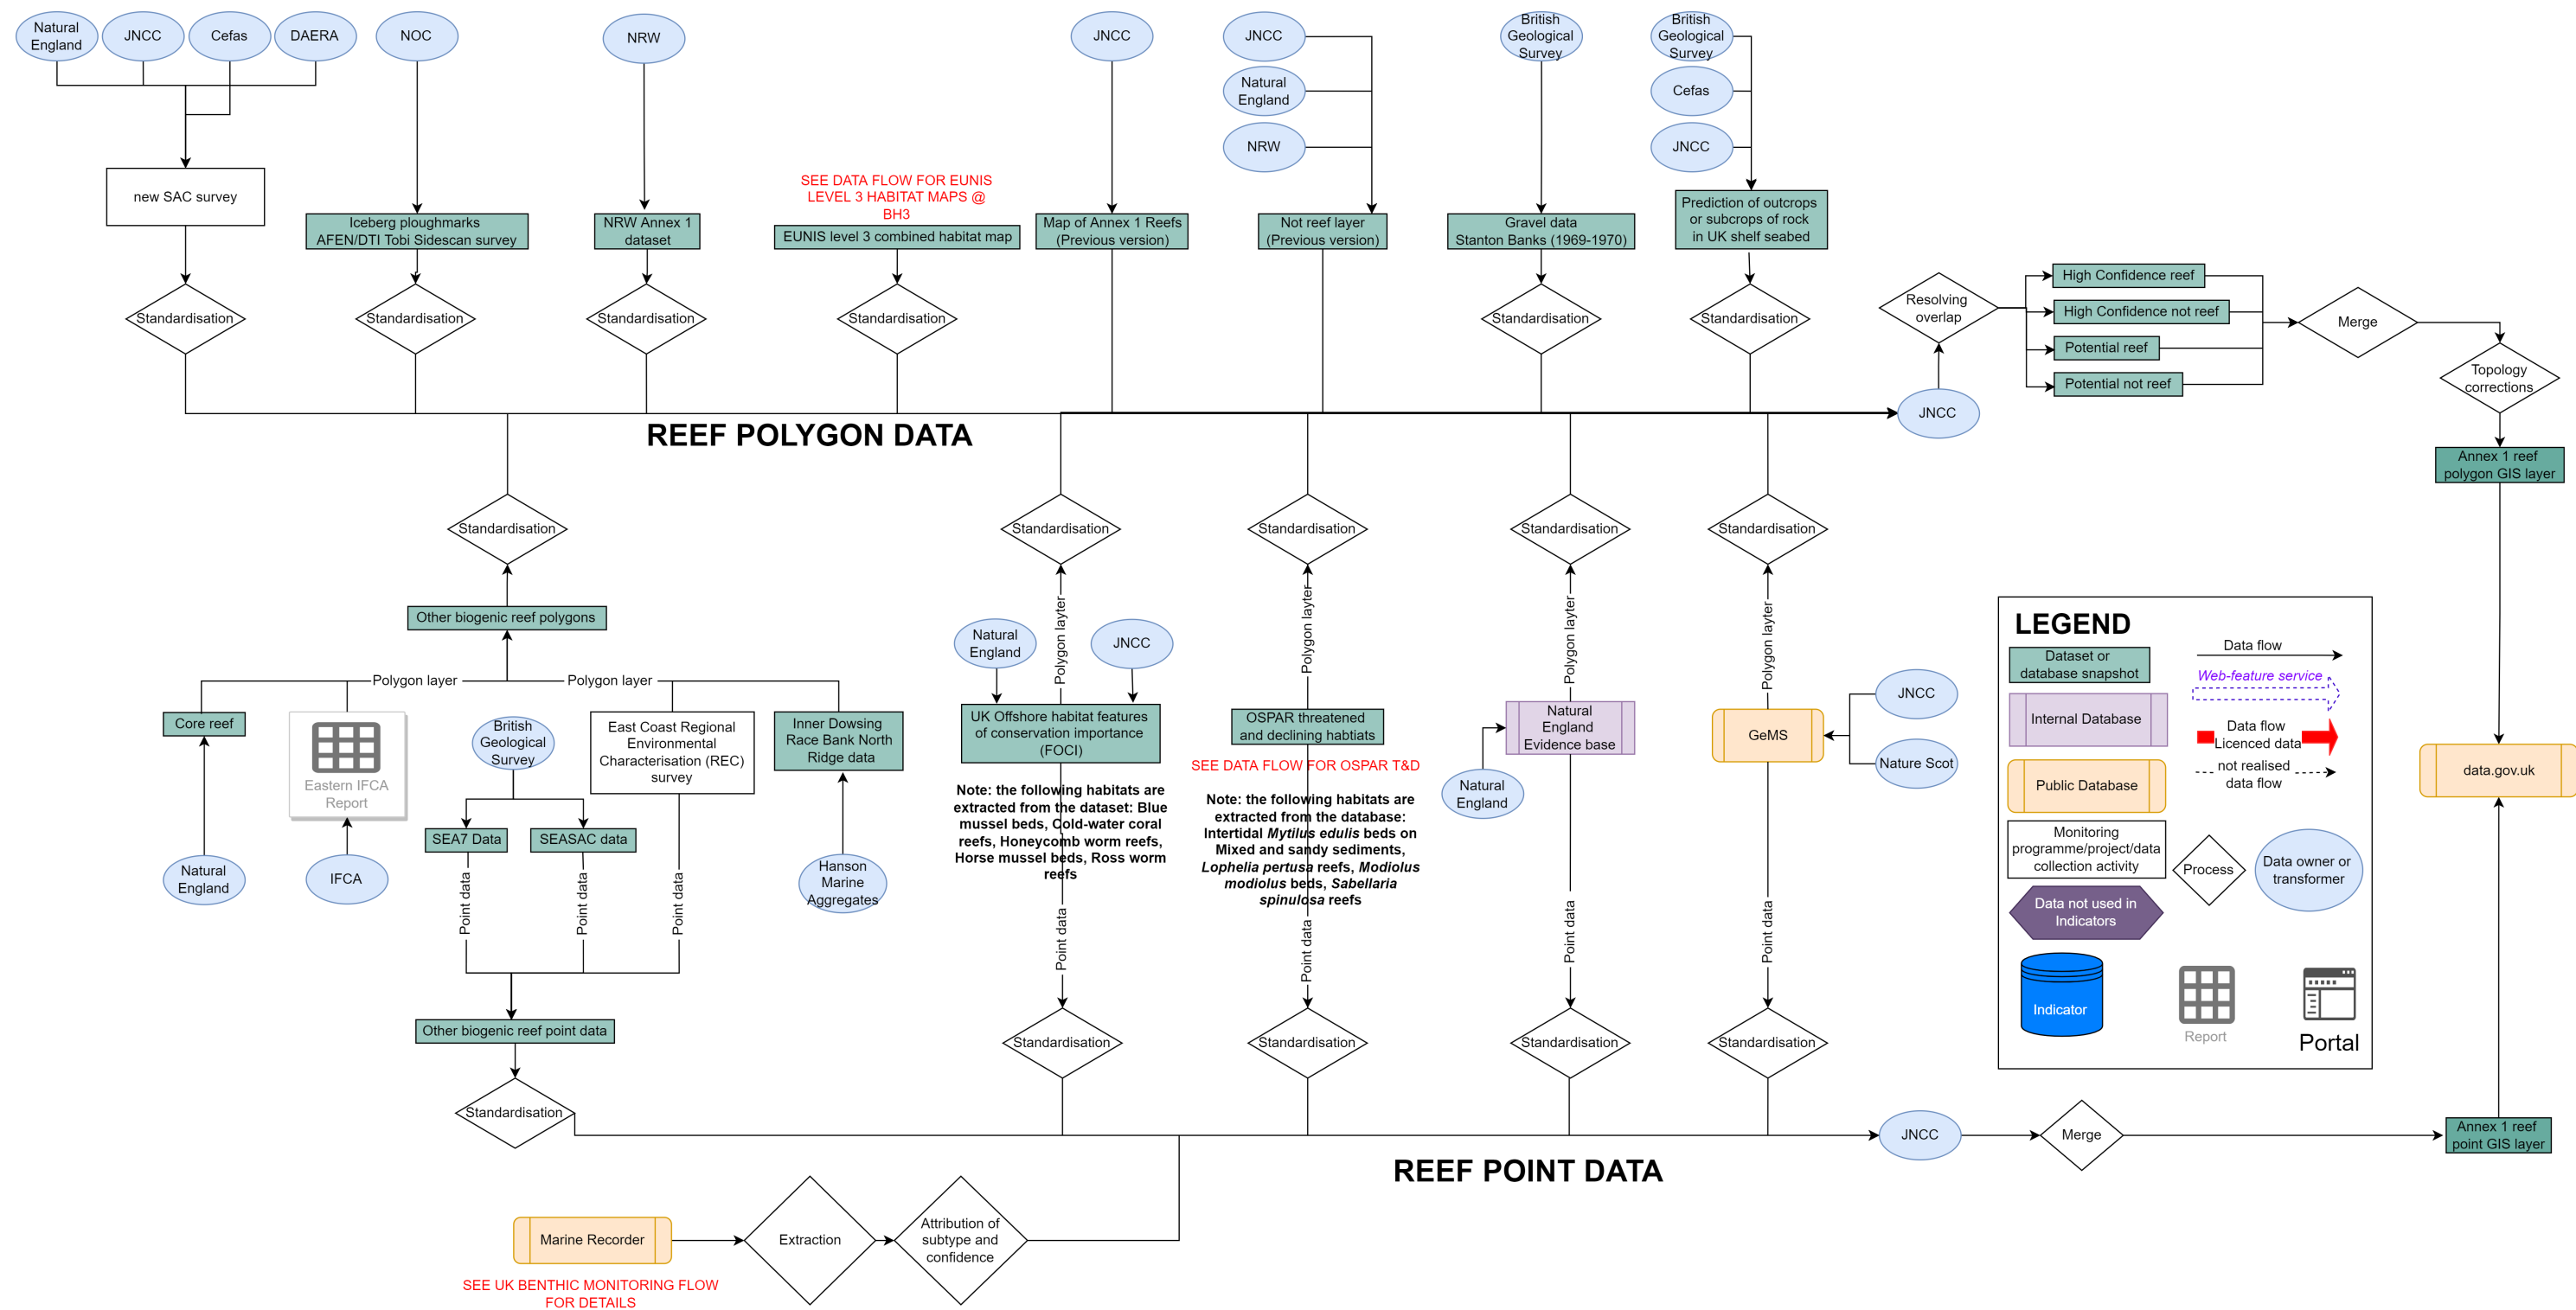 Natural
England
JNCC
Cefas
DAERA
NOC
NRW
JNCC
JNCC
Natural
England
NRW
British
Geological
Survey
British
Geological
Survey
Cefas
JNCC
new SAC survey
Iceberg ploughmarks
AFEN/DTI Tobi Sidescan survey
NRW Annex 1
dataset
SEE DATA FLOW FOR EUNIS
LEVEL 3 HABITAT MAPS @
BH3
EUNIS level 3 combined habitat map
Map of Annex 1 Reefs
(Previous version)
Not reef layer
(Previous version)
Gravel data
Stanton Banks (1969-1970)
Prediction of outcrops
or subcrops of rock
in UK shelf seabed
Standardisation
Standardisation
Standardisation
Standardisation
Standardisation
Standardisation
Resolving
overlap
High Confidence reef
High Confidence not reef
Potential reef
Potential not reef
Merge
Topology
corrections
JNCC
REEF POLYGON DATA
Annex 1 reef
polygon GIS layer
Standardisation
Standardisation
Standardisation
Standardisation
Standardisation
Other biogenic reef polygons
Polygon layer
Polygon layer
Polygon layter
Polygon layter
Polygon layter
Polygon layter
Natural
England
JNCC
Core reef
Eastern IFCA
Report
British
Geological
Survey
East Coast Regional
Environmental
Characterisation (REC)
survey
Inner Dowsing
Race Bank North
Ridge data
UK Offshore habitat features
of conservation importance
(FOCI)
OSPAR threatened
and declining habtiats
SEE DATA FLOW FOR OSPAR T&D
Natural
England
Evidence base
GeMS
JNCC
Nature Scot
Natural
England
SEA7 Data
SEASAC data
Natural
England
IFCA
Hanson
Marine
Aggregates
Note: the following habitats are
extracted from the dataset: Blue
mussel beds, Cold-water coral
reefs, Honeycomb worm reefs,
Horse mussel beds, Ross worm
reefs
Note: the following habitats are
extracted from the database:
Intertidal Mytilus edulis beds on
Mixed and sandy sediments,
Lophelia pertusa reefs, Modiolus
modiolus beds, Sabellaria
spinulosa reefs
Point data
Point data
Point data
Point data
Point data
Point data
Point data
Other biogenic reef point data
Standardisation
Standardisation
Standardisation
Standardisation
Standardisation
LEGEND
Dataset or
database snapshot
Data flow
Web-feature service
Internal Database
Data flow
Licenced data
not realised
data flow
Public Database
Monitoring
programme/project/data
collection activity
Process
Data owner or
transformer
Data not used in
Indicators
Indicator
Report
Portal
data.gov.uk
JNCC
Merge
Annex 1 reef
point GIS layer
REEF POINT DATA
Marine Recorder
Extraction
Attribution of
subtype and
confidence
SEE UK BENTHIC MONITORING FLOW
FOR DETAILS